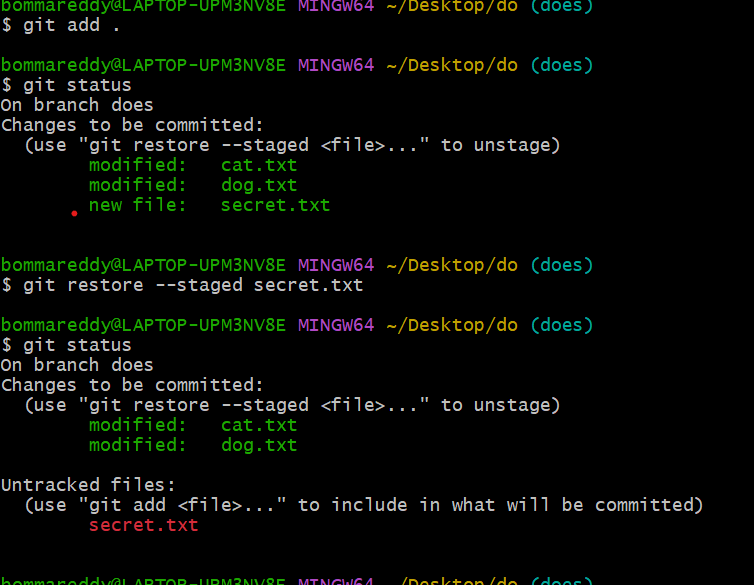 bommareddy@LAPTOP-UPM3NV8E MINGW64 ~/Desktop/do (does)
$ git add .
bommareddy@LAPTOP-UPM3NV8E MINGW64 ~/Desktop/do (does)
$ git status
On branch does
Changes to be committed:
  (use "git restore --staged <file>..." to unstage)
        modified:   cat.txt
        modified:   dog.txt
        new file:   secret.txt
bommareddy@LAPTOP-UPM3NV8E MINGW64 ~/Desktop/do (does)
$ git restore --staged secret.txt
bommareddy@LAPTOP-UPM3NV8E MINGW64 ~/Desktop/do (does)
$ git status
On branch does
Changes to be committed:
  (use "git restore --staged <file>..." to unstage)
        modified:   cat.txt
        modified:   dog.txt
Untracked files:
  (use "git add <file>..." to include in what will be committed)
        secret.txt
bommareddy@LAPTOP-UPM3NV8E MINGW64 ~/Desktop/do (does)